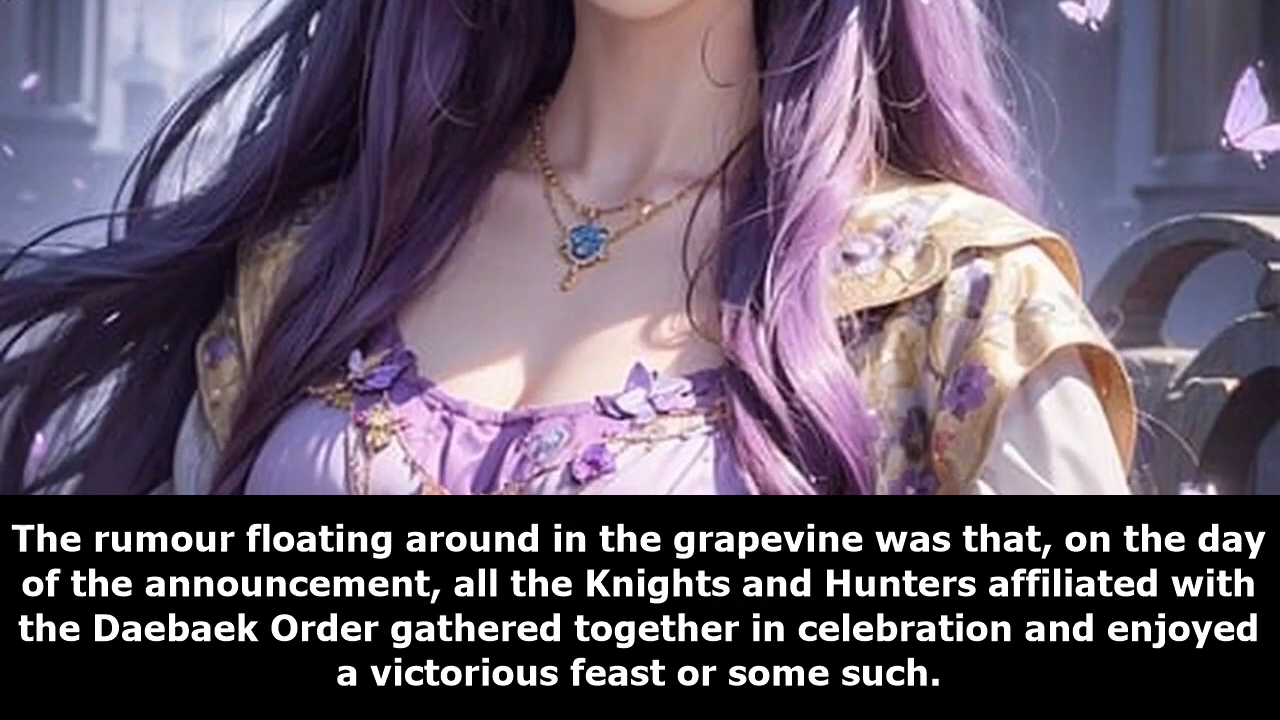 The rumour floating around in the grapevine was that, on the day
of the announcement, all the Knights and Hunters affiliated with
the Daebaek Order gathered together in celebration and enjoyed
a victorious feast or some such.